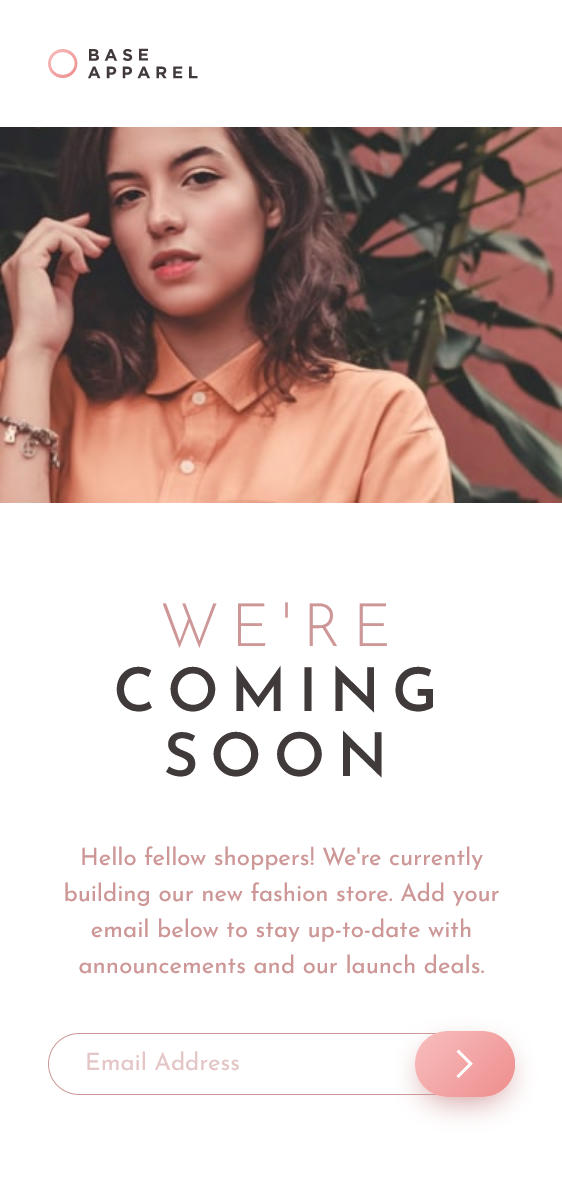 BASE
APPAREL
WE'RE
COMING
SOON
Hello fellow shoppers! We're currently
building our new fashion store. Add your
email below to stay up-to-date with
announcements and our launch deals.
Email Address